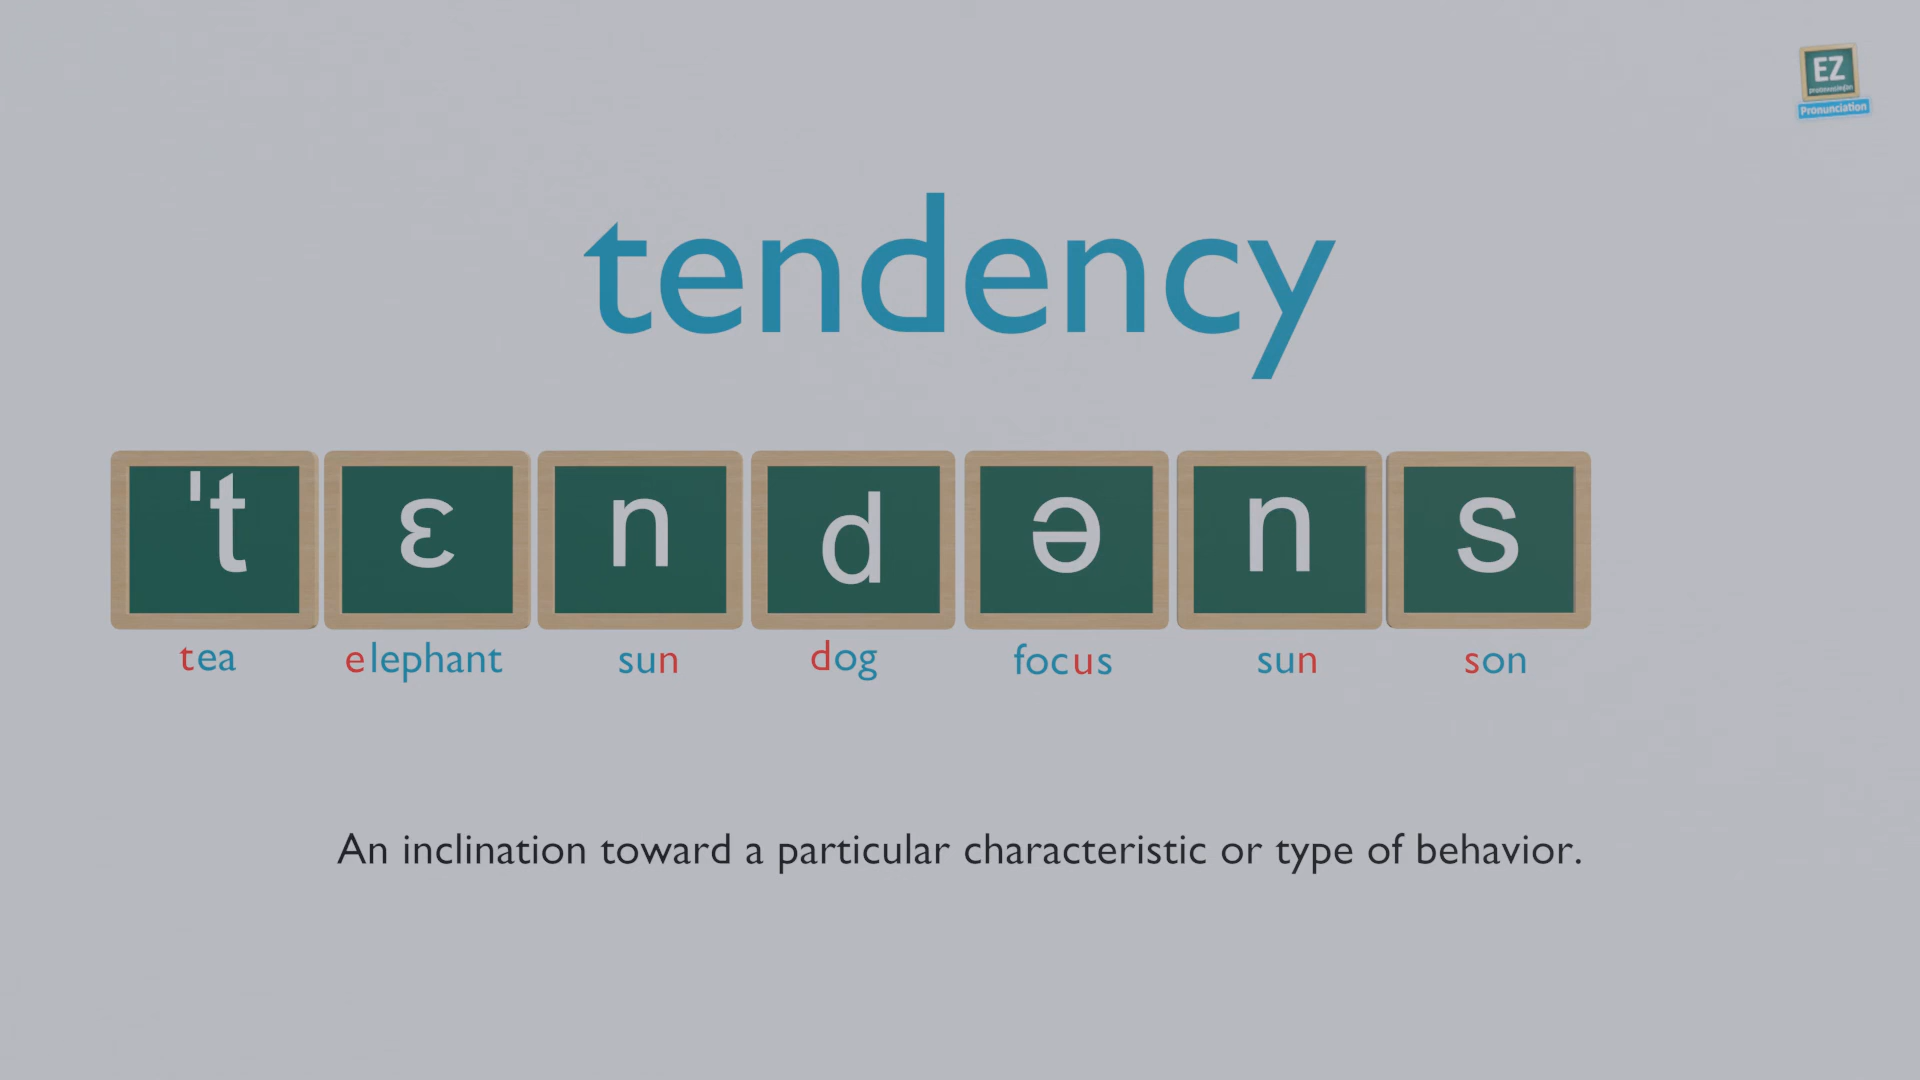 EZ
Pronunciation
tendency
ˈt ɛ n d ə n s
tea elephant sun dog focus sun son
An inclination toward a particular characteristic or type of behavior.